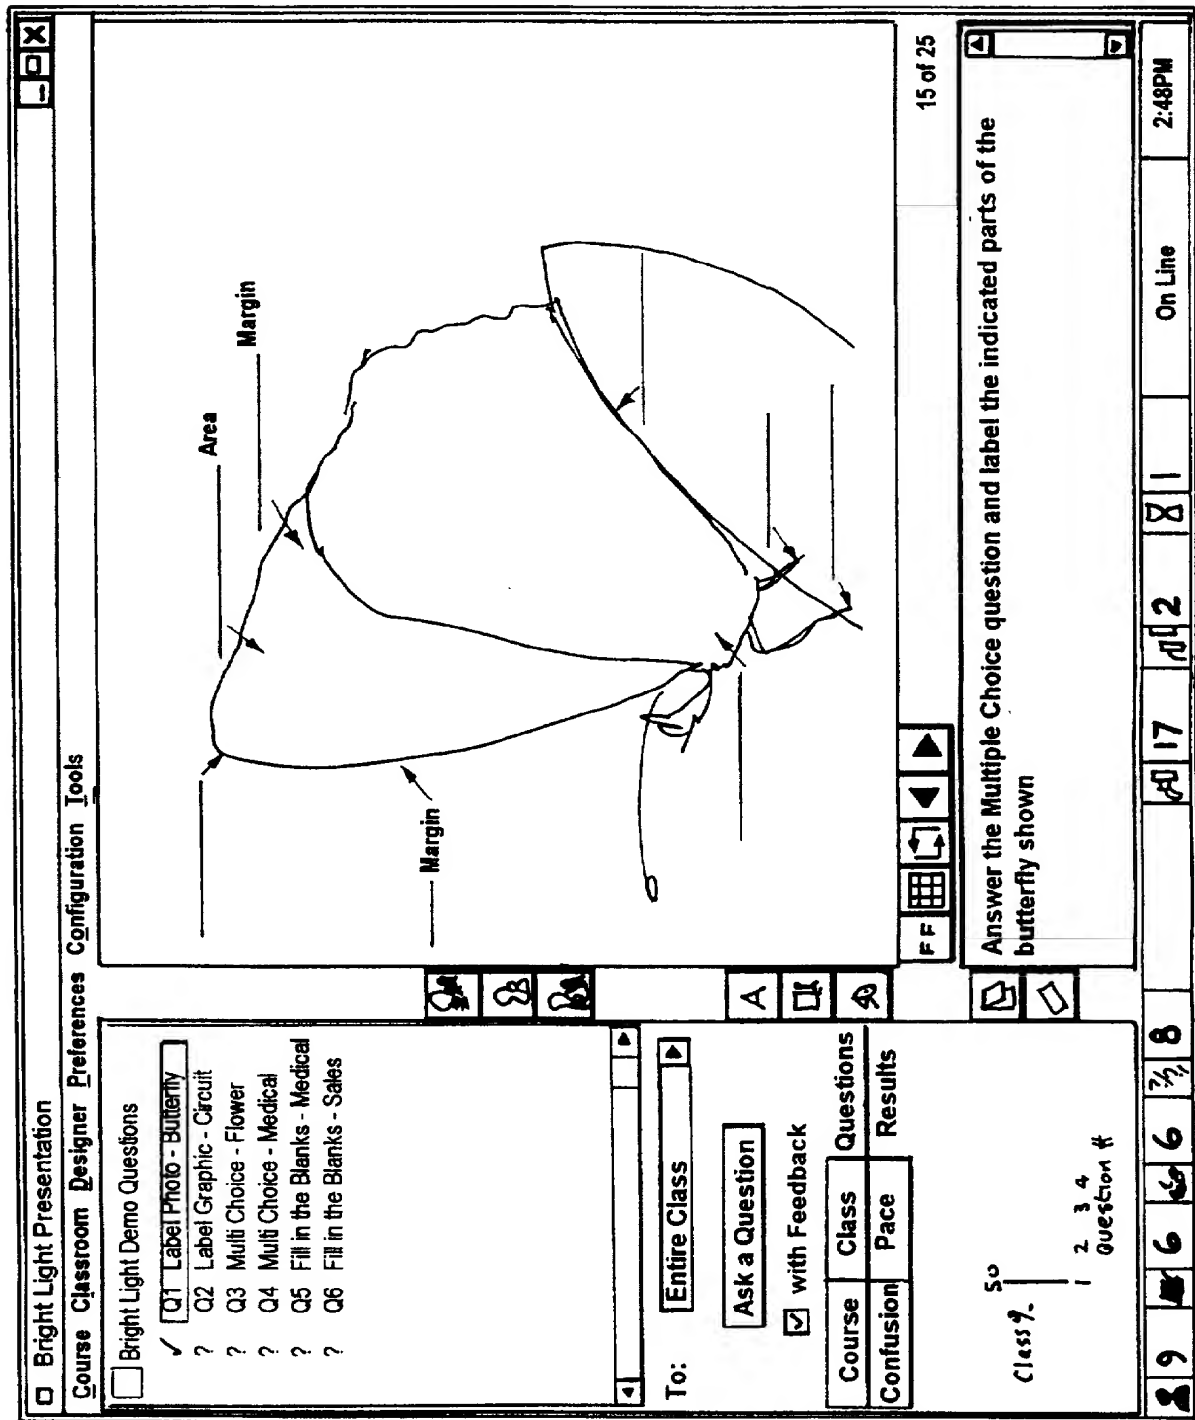 Bright Light Presentation
Course Classroom Designer Preferences Configuration Tools
Bright Light Demo Questions
✓ Q1 Label Photo - Butterfly
? Q2 Label Graphic - Circuit
? Q3 Multi Choice - Flower
? Q4 Multi Choice - Medical
? Q5 Fill in the Blanks - Medical
? Q6 Fill in the Blanks - Sales
To:
Entire Class
Ask a Question
with Feedback
Course Class Questions
Confusion Pace Results
Class %
50
1 2 3 4
Question #
A
Area
Margin
Margin
FF
15 of 25
Answer the Multiple Choice question and label the indicated parts of the
butterfly shown
9 6 6 8 17 2 1 On Line 2:48PM